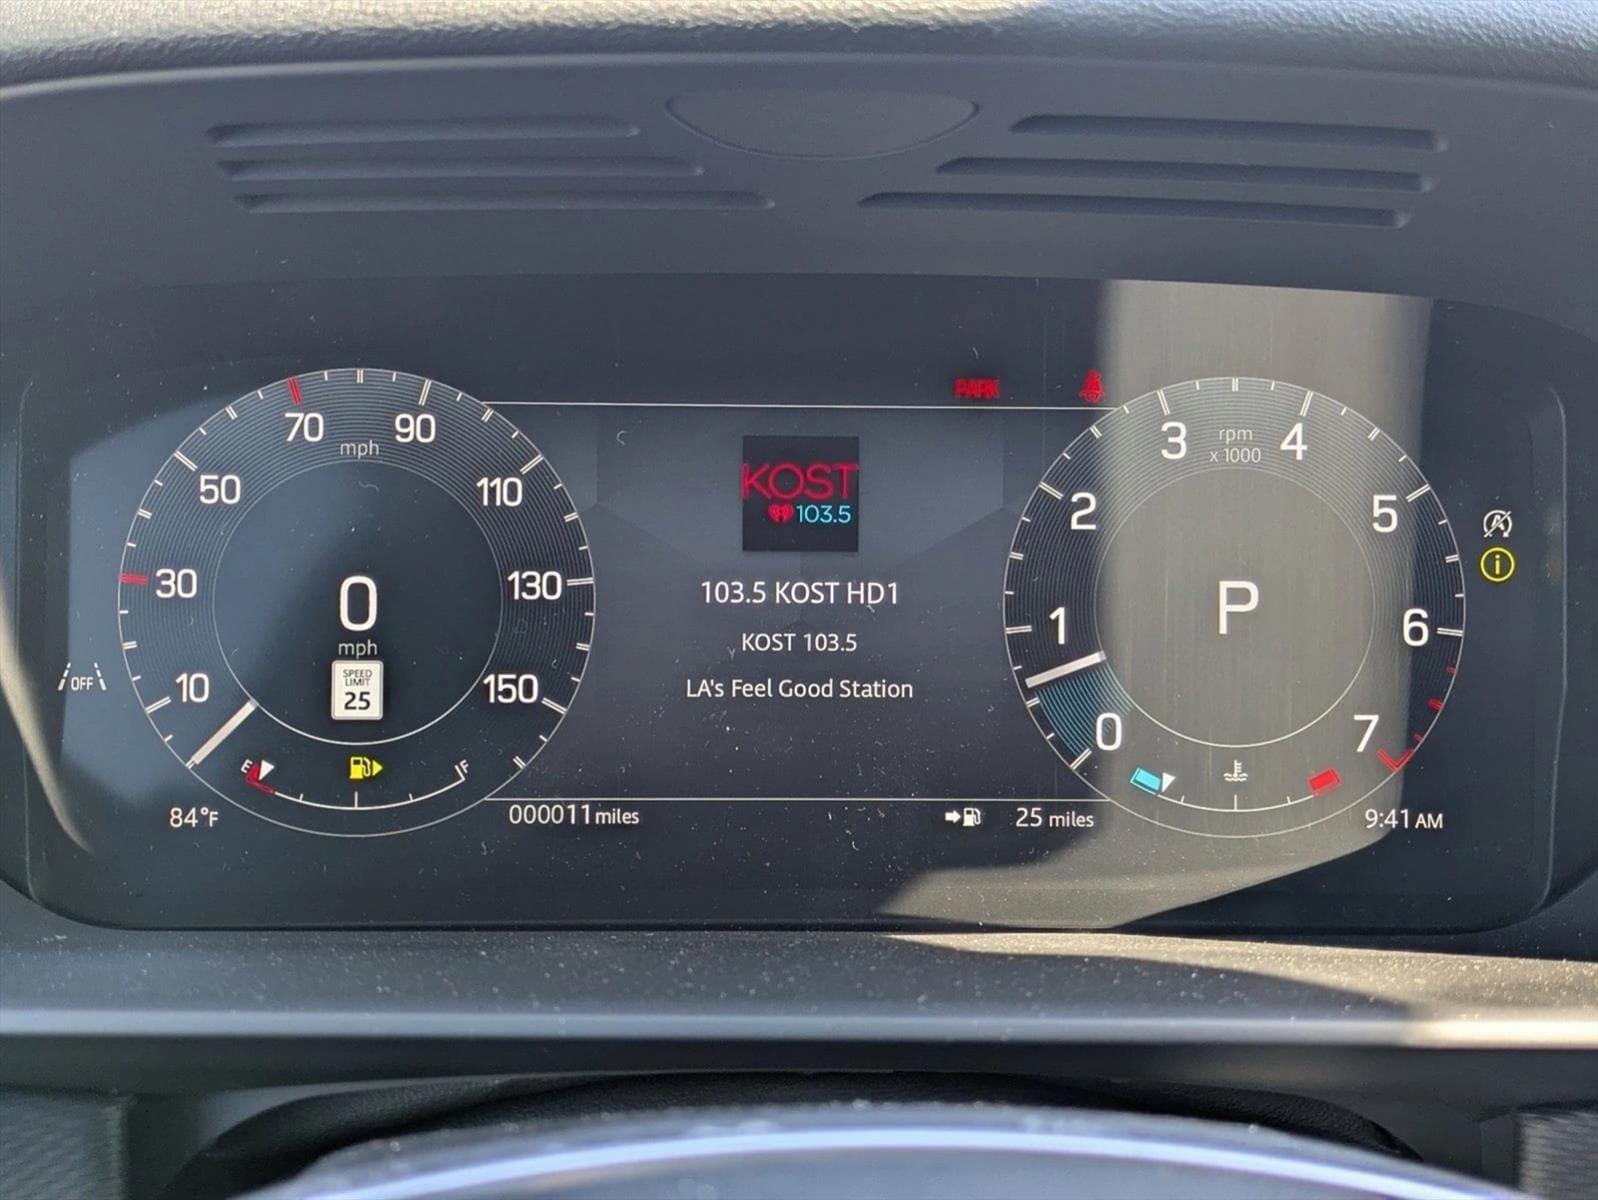 PARK
70
90
mph
50
110
30
130
10
150
0
mph
SPEED
LIMIT
25
E
F
84°F
OFF
KOST
103.5
103.5 KOST HD1
KOST 103.5
LA's Feel Good Station
000011 miles
25 miles
3
4
rpm
x 1000
2
5
1
6
0
7
P
A
i
9:41 AM